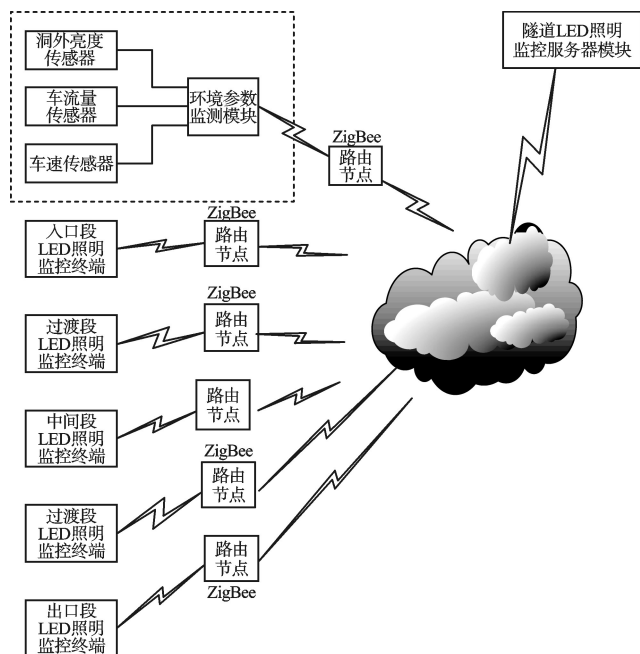 洞外亮度
传感器
车流量
传感器
车速传感器
环境参数
监测模块
隧道LED照明
监控服务器模块
ZigBee
路由
节点
入口段
LED照明
监控终端
ZigBee
路由
节点
过渡段
LED照明
监控终端
ZigBee
路由
节点
中间段
LED照明
监控终端
路由
节点
过渡段
LED照明
监控终端
ZigBee
路由
节点
出口段
LED照明
监控终端
路由
节点
ZigBee